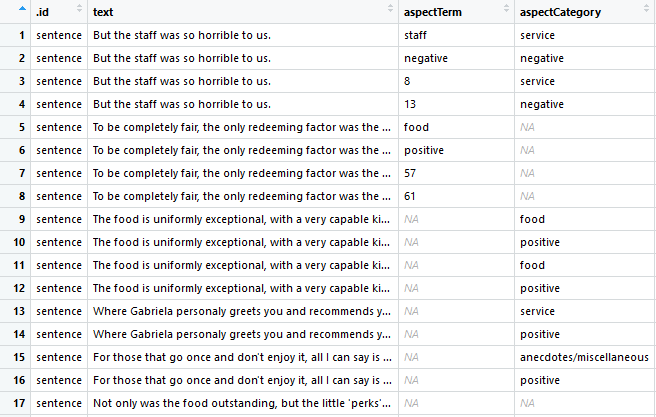 .id text aspectTerm aspectCategory
1 sentence But the staff was so horrible to us. staff service
2 sentence But the staff was so horrible to us. negative negative
3 sentence But the staff was so horrible to us. 8 service
4 sentence But the staff was so horrible to us. 13 negative
5 sentence To be completely fair, the only redeeming factor was the ... food NA
6 sentence To be completely fair, the only redeeming factor was the ... positive NA
7 sentence To be completely fair, the only redeeming factor was the ... 57 NA
8 sentence To be completely fair, the only redeeming factor was the ... 61 NA
9 sentence The food is uniformly exceptional, with a very capable ki... NA food
10 sentence The food is uniformly exceptional, with a very capable ki... NA positive
11 sentence The food is uniformly exceptional, with a very capable ki... NA food
12 sentence The food is uniformly exceptional, with a very capable ki... NA positive
13 sentence Where Gabriela personaly greets you and recommends y... NA service
14 sentence Where Gabriela personaly greets you and recommends y... NA positive
15 sentence For those that go once and don't enjoy it, all I can say is ... NA anecdotes/miscellaneous
16 sentence For those that go once and don't enjoy it, all I can say is ... NA positive
17 sentence Not only was the food outstanding, but the little 'perks'... NA NA